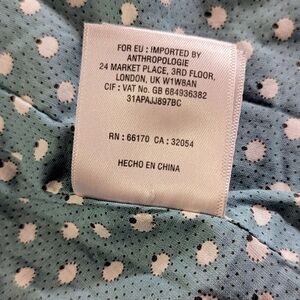 FOR EU : IMPORTED BY
ANTHROPOLOGIE
24 MARKET PLACE, 3RD FLOOR,
LONDON, UK W1W8AN
CIF : VAT No. GB 684936382
31APAJJ897BC
RN : 66170 CA : 32054
HECHO EN CHINA